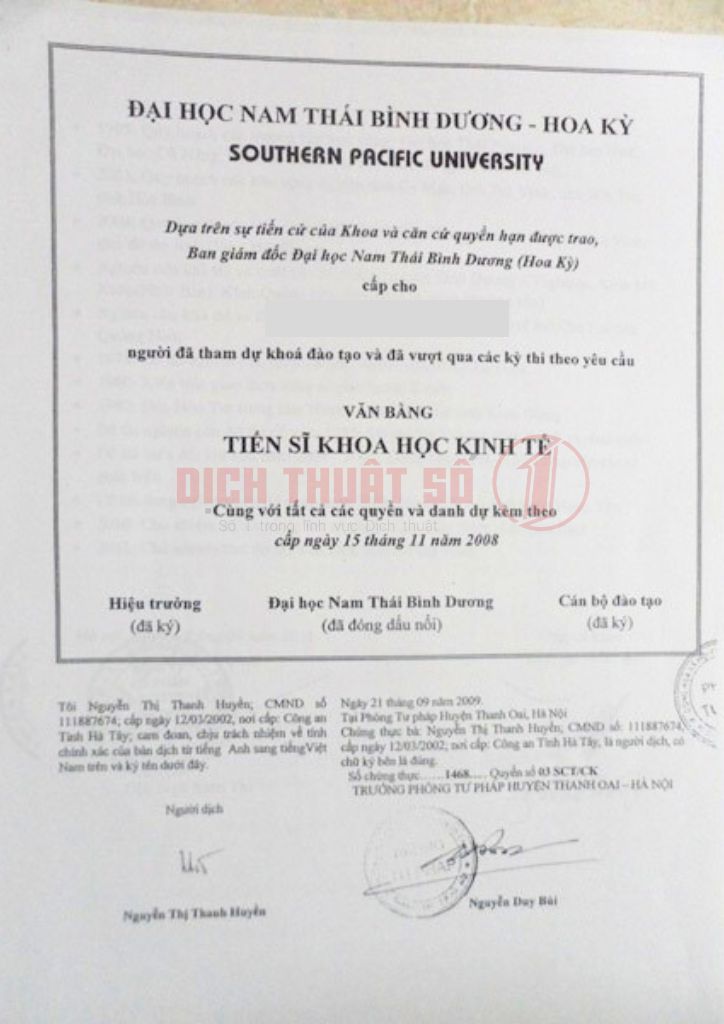 ĐẠI HỌC NAM THÁI BÌNH DƯƠNG - HOA KỲ
SOUTHERN PACIFIC UNIVERSITY
Dựa trên sự tiến cử của Khoa và căn cứ quyền hạn được trao,
Ban giám đốc Đại học Nam Thái Bình Dương (Hoa Kỳ)
cấp cho
người đã tham dự khoá đào tạo và đã vượt qua các kỳ thi theo yêu cầu
VĂN BẰNG
TIẾN SĨ KHOA HỌC KINH TẾ
DỊCH THUẬT SỐ 1
Cùng với tất cả các quyền và danh dự kèm theo
Số 1 trong lĩnh vực Dịch thuật
cấp ngày 15 tháng 11 năm 2008
Hiệu trưởng Đại học Nam Thái Bình Dương Cán bộ đào tạo
(đã ký) (đã đóng dấu nổi) (đã ký)
Tôi Nguyễn Thị Thanh Huyền; CMND số
111887674; cấp ngày 12/03/2002, nơi cấp: Công an
Tỉnh Hà Tây; cam đoan, chịu trách nhiệm về tính
chính xác của bản dịch từ tiếng Anh sang tiếng Việt
Nam trên và ký tên dưới đây.
Người dịch
Nguyễn Thị Thanh Huyền
Ngày 21 tháng 09 năm 2009.
Tại Phòng Tư pháp Huyện Thanh Oai, Hà Nội
Chứng thực bà: Nguyễn Thị Thanh Huyền; CMND số: 111887674;
cấp ngày 12/03/2002; nơi cấp: Công an Tỉnh Hà Tây, là người dịch, có
chữ ký bên là đúng.
Số chứng thực......1468..... Quyển số 03 SCT/CK
TRƯỞNG PHÒNG TƯ PHÁP HUYỆN THANH OAI – HÀ NỘI
Nguyễn Duy Bùi